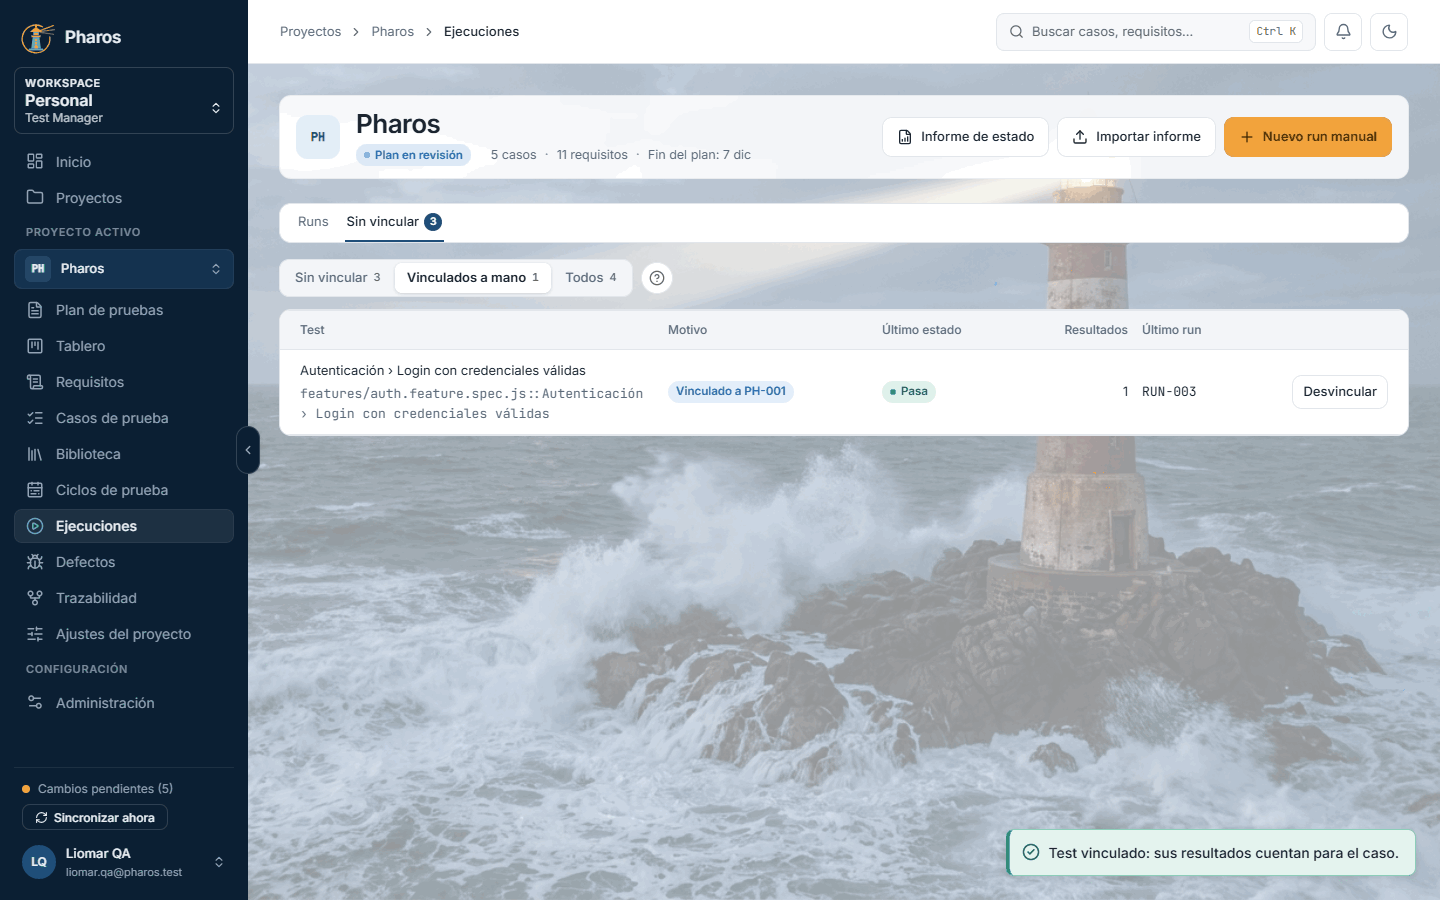 Pharos
WORKSPACE
Personal
Test Manager
Inicio
Proyectos
PROYECTO ACTIVO
PH Pharos
Plan de pruebas
Tablero
Requisitos
Casos de prueba
Biblioteca
Ciclos de prueba
Ejecuciones
Defectos
Trazabilidad
Ajustes del proyecto
CONFIGURACIÓN
Administración
Cambios pendientes (5)
Sincronizar ahora
LQ Liomar QA
liomar.qa@pharos.test
Proyectos > Pharos > Ejecuciones
Buscar casos, requisitos... Ctrl K
PH Pharos
Plan en revisión 5 casos · 11 requisitos · Fin del plan: 7 dic
Informe de estado Importar informe Nuevo run manual
Runs Sin vincular 3
Sin vincular 3 Vinculados a mano 1 Todos 4
Test Motivo Último estado Resultados Último run
Autenticación › Login con credenciales válidas
features/auth.feature.spec.js::Autenticación
› Login con credenciales válidas
Vinculado a PH-001 Pasa 1 RUN-003 Desvincular
Test vinculado: sus resultados cuentan para el caso.